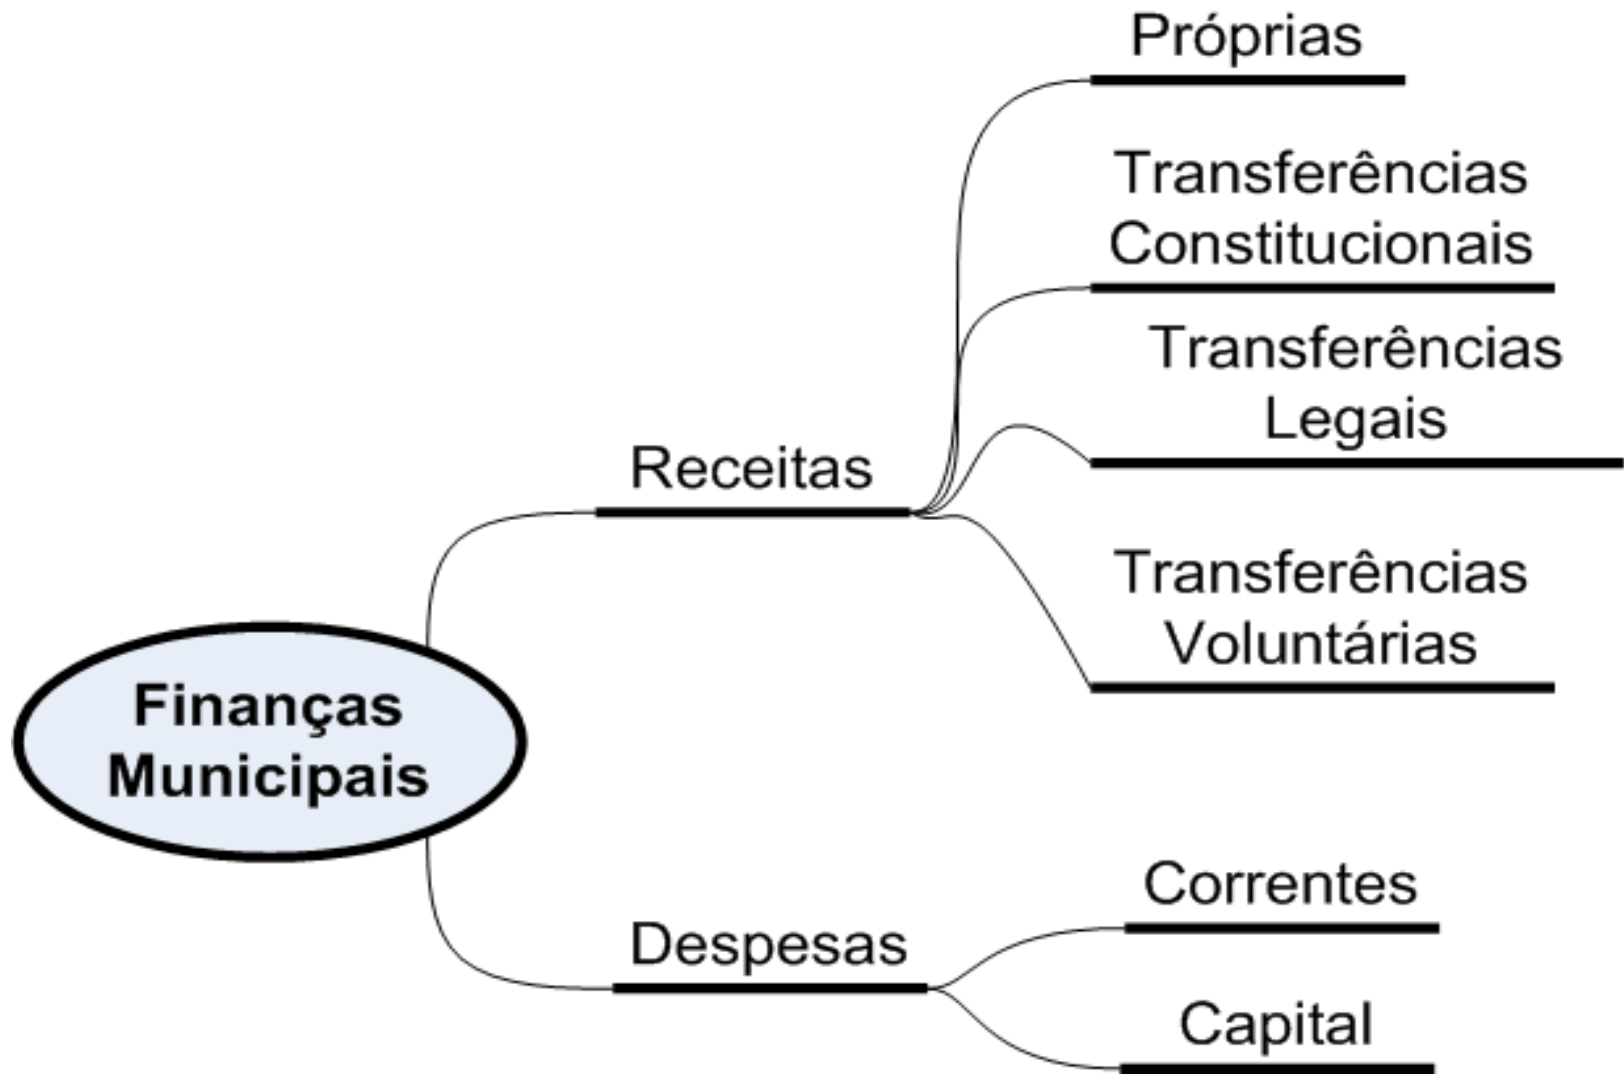 Próprias
Transferências
Constitucionais
Transferências
Legais
Receitas
Transferências
Voluntárias
Finanças
Municipais
Correntes
Despesas
Capital